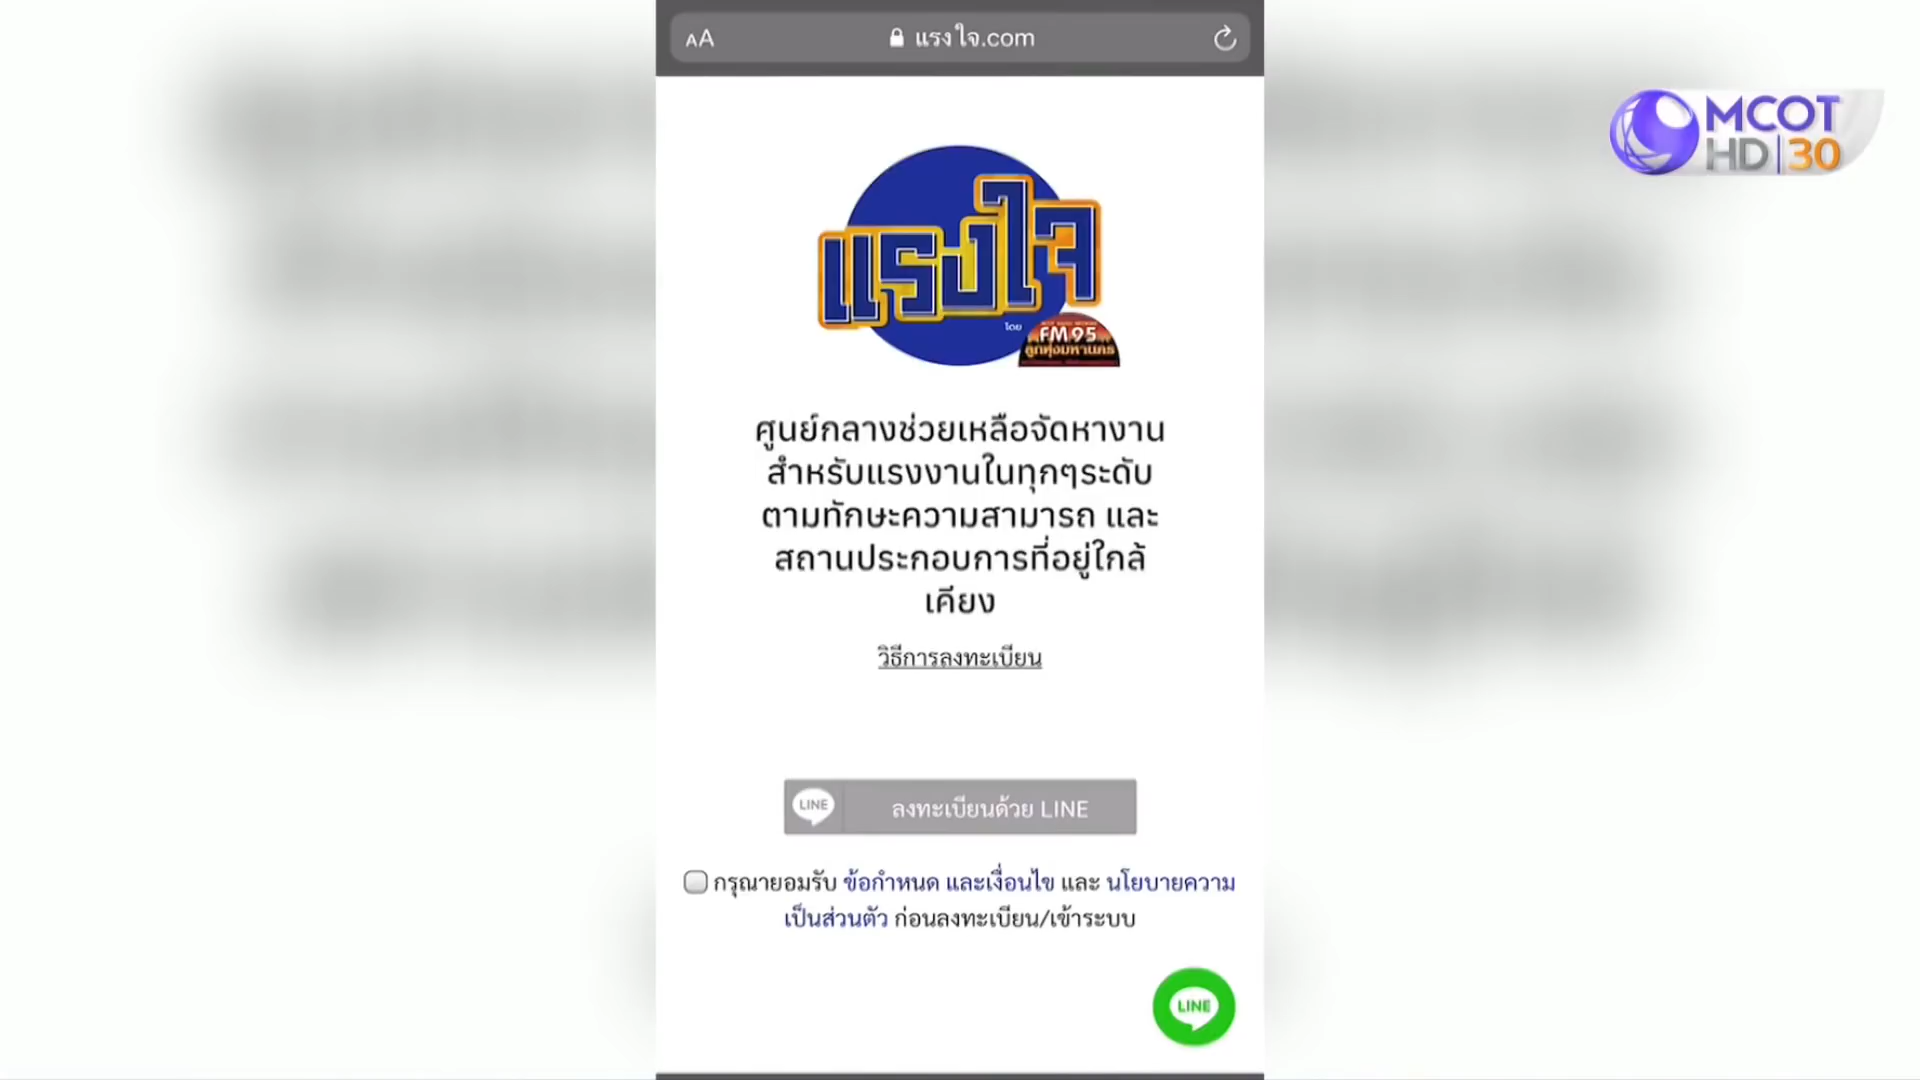 AA
แรงใจ.com
MCOT
HD 30
แรงใจ
โดย
FM 95
ลูกทุ่งมหานคร
ศูนย์กลางช่วยเหลือจัดหางาน
สำหรับแรงงานในทุกๆระดับ
ตามทักษะความสามารถ และ
สถานประกอบการที่อยู่ใกล้
เคียง
วิธีการลงทะเบียน
LINE
ลงทะเบียนด้วย LINE
กรุณายอมรับ ข้อกำหนด และเงื่อนไข และ นโยบายความ
เป็นส่วนตัว ก่อนลงทะเบียน/เข้าระบบ
LINE